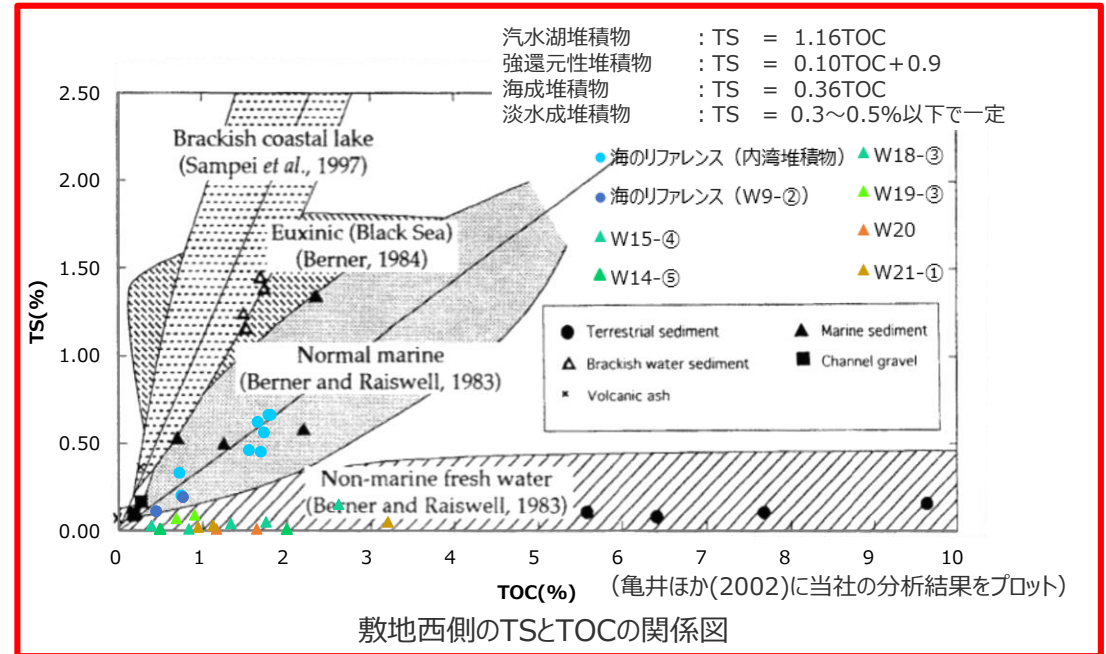 汽水湖堆積物 : TS = 1.16TOC
強還元性堆積物 : TS = 0.10TOC+0.9
海成堆積物 : TS = 0.36TOC
淡水成堆積物 : TS = 0.3～0.5%以下で一定
2.50
2.00
1.50
1.00
0.50
0.00
TS(%)
Brackish coastal lake
(Sampei et al., 1997)
Euxinic (Black Sea)
(Berner, 1984)
Normal marine
(Berner and Raiswell, 1983)
Non-marine fresh water
(Berner and Raiswell, 1983)
海のリファレンス（内湾堆積物）
海のリファレンス（W9-②）
W15-④
W14-⑤
W18-③
W19-③
W20
W21-①
Terrestrial sediment
Marine sediment
Brackish water sediment
Channel gravel
Volcanic ash
0 1 2 3 4 5 6 7 8 9 10
TOC(%)
（亀井ほか(2002)に当社の分析結果をプロット）
敷地西側のTSとTOCの関係図